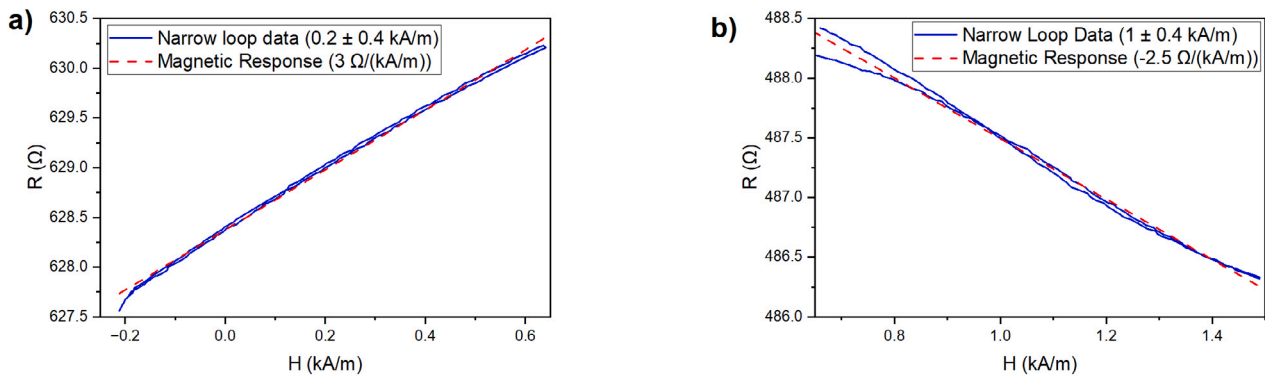 a)
Narrow loop data (0.2 ± 0.4 kA/m)
Magnetic Response (3 Ω/(kA/m))
630.5
630.0
629.5
629.0
628.5
628.0
627.5
R (Ω)
−0.2
0.0
0.2
0.4
0.6
H (kA/m)
b)
Narrow Loop Data (1 ± 0.4 kA/m)
Magnetic Response (-2.5 Ω/(kA/m))
488.5
488.0
487.5
487.0
486.5
486.0
R (Ω)
0.8
1.0
1.2
1.4
H (kA/m)